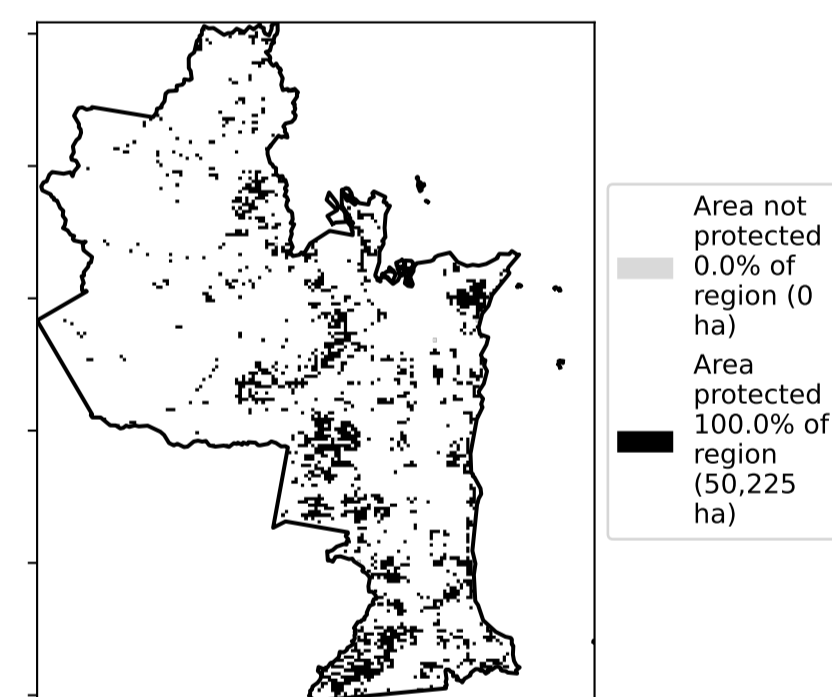 Area not
protected
0.0% of
region (0
ha)
Area
protected
100.0% of
region
(50,225
ha)